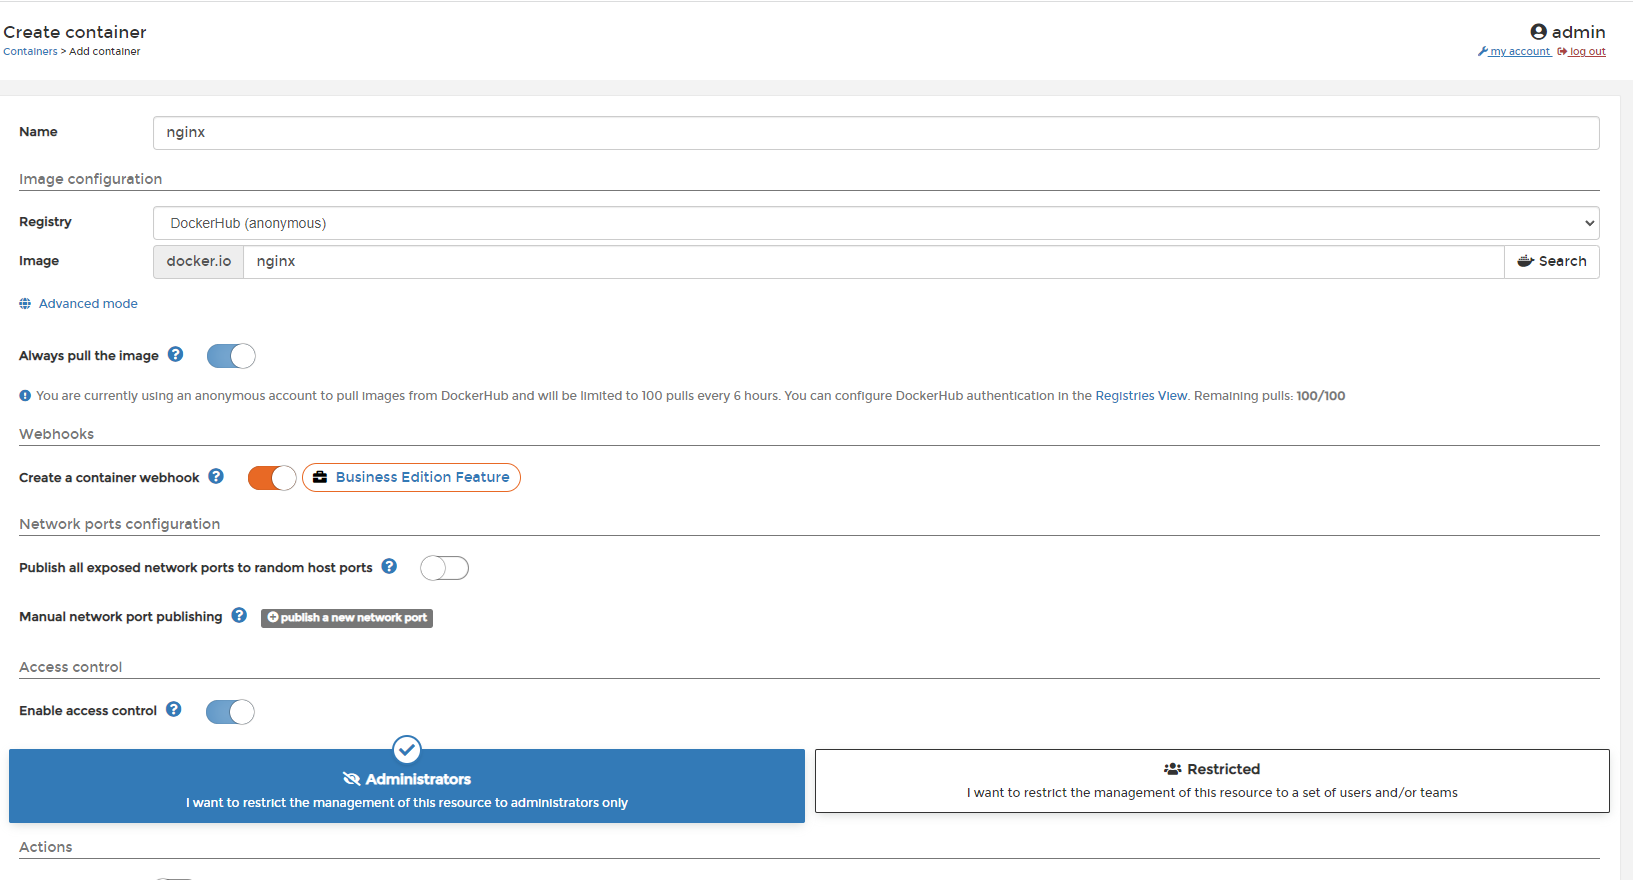 Create container
admin
Containers > Add container
my account log out
Name nginx
Image configuration
Registry DockerHub (anonymous)
Image docker.io nginx Search
Advanced mode
Always pull the image
You are currently using an anonymous account to pull images from DockerHub and will be limited to 100 pulls every 6 hours. You can configure DockerHub authentication in the Registries View. Remaining pulls: 100/100
Webhooks
Create a container webhook Business Edition Feature
Network ports configuration
Publish all exposed network ports to random host ports
Manual network port publishing publish a new network port
Access control
Enable access control
Administrators
I want to restrict the management of this resource to administrators only
Restricted
I want to restrict the management of this resource to a set of users and/or teams
Actions